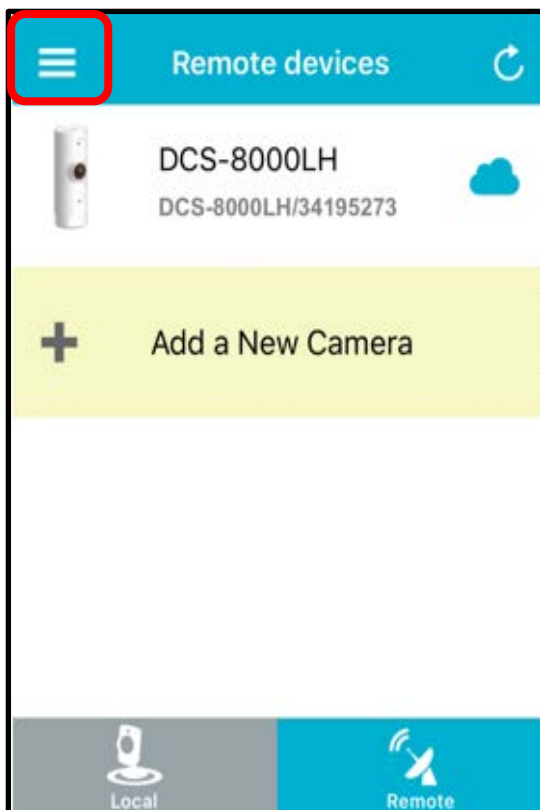 Remote devices
DCS-8000LH
DCS-8000LH/34195273
Add a New Camera
Local
Remote